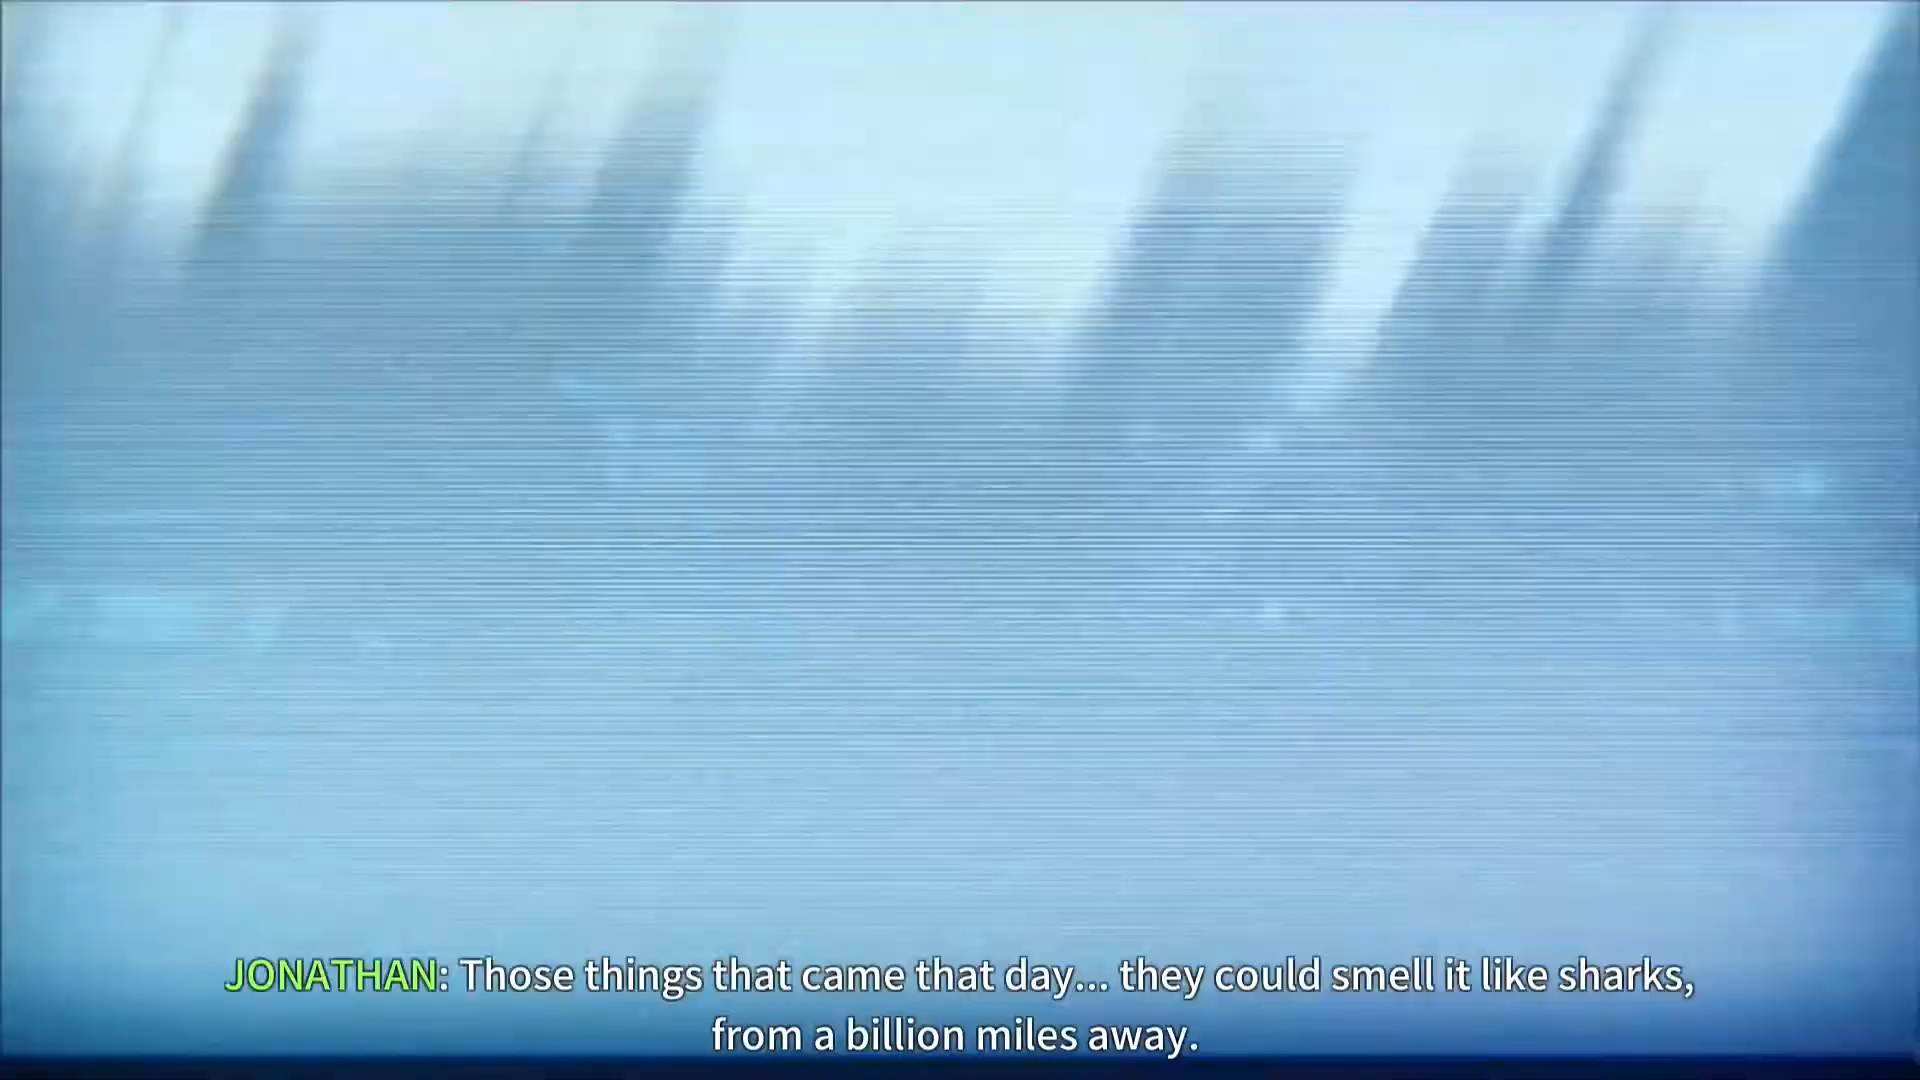 JONATHAN: Those things that came that day... they could smell it like sharks,
from a billion miles away.